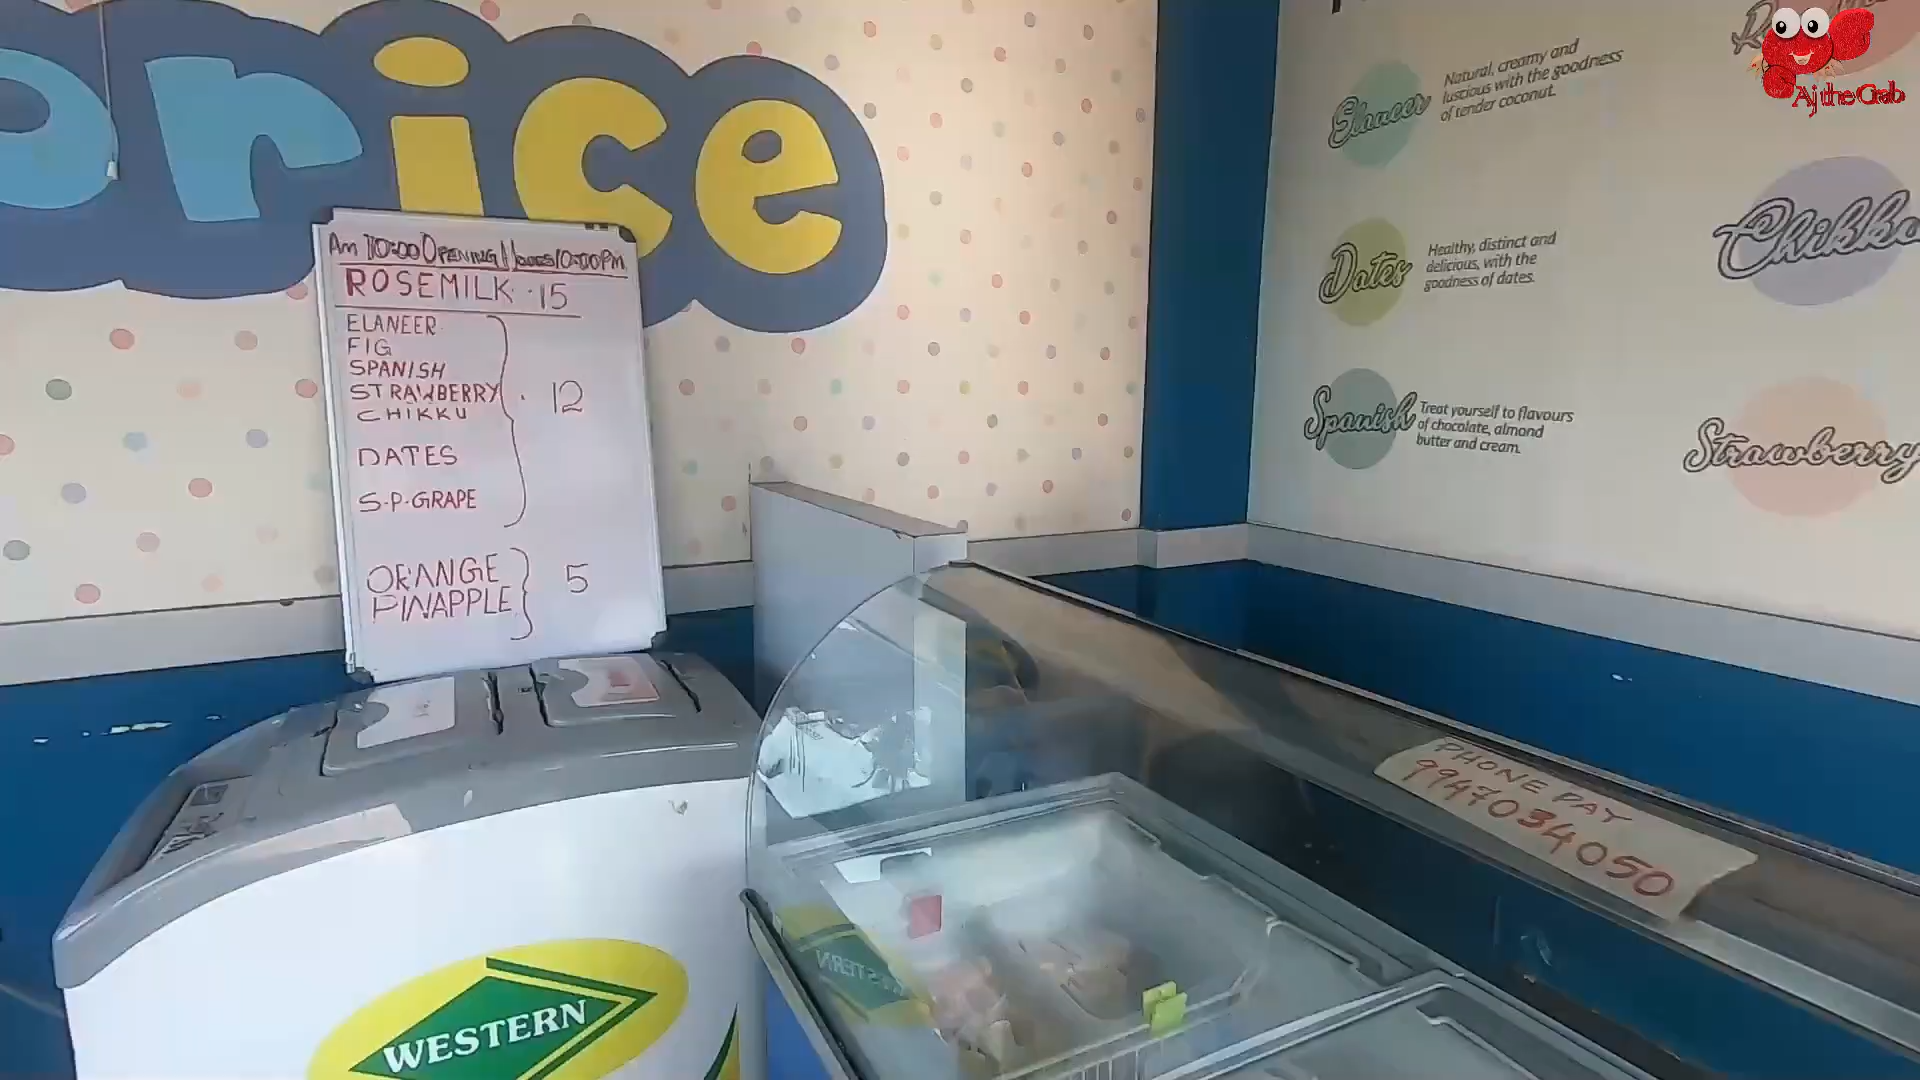 orice
Am 10:00 OPENING HOURS 10:00 PM
ROSEMILK · 15
ELANEER
FIG
SPANISH
STRAWBERRY
CHIKKU
DATES
S·P·GRAPE
12
ORANGE
PINAPPLE
5
WESTERN
Elaneer
Natural, creamy and
luscious with the goodness
of tender coconut.
Dates
Healthy, distinct and
delicious, with the
goodness of dates.
Spanish
Treat yourself to flavours
of chocolate, almond
butter and cream.
Chikku
Strawberry
PHONE PAY
9947034050
WESTERN
Aj the Crab